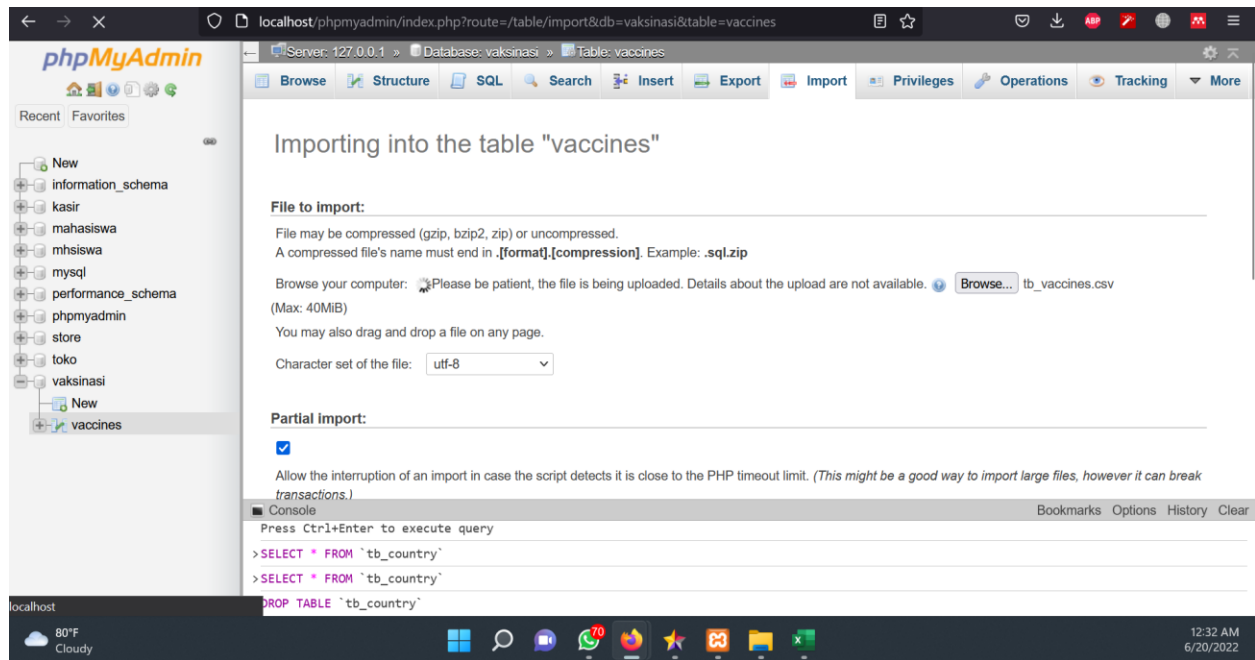 localhost/phpmyadmin/index.php?route=/table/import&db=vaksinasi&table=vaccines
ABP
phpMyAdmin
Server: 127.0.0.1 » Database: vaksinasi » Table: vaccines
Browse Structure SQL Search Insert Export Import Privileges Operations Tracking More
Recent Favorites
New
information_schema
kasir
mahasiswa
mhsiswa
mysql
performance_schema
phpmyadmin
store
toko
vaksinasi
New
vaccines
Importing into the table "vaccines"
File to import:
File may be compressed (gzip, bzip2, zip) or uncompressed.
A compressed file's name must end in .[format].[compression]. Example: .sql.zip
Browse your computer: Please be patient, the file is being uploaded. Details about the upload are not available. Browse... tb_vaccines.csv
(Max: 40MiB)
You may also drag and drop a file on any page.
Character set of the file: utf-8
Partial import:
Allow the interruption of an import in case the script detects it is close to the PHP timeout limit. (This might be a good way to import large files, however it can break
transactions.)
Console Bookmarks Options History Clear
Press Ctrl+Enter to execute query
>SELECT * FROM `tb_country`
>SELECT * FROM `tb_country`
DROP TABLE `tb_country`
localhost
80°F
Cloudy
70
12:32 AM
6/20/2022